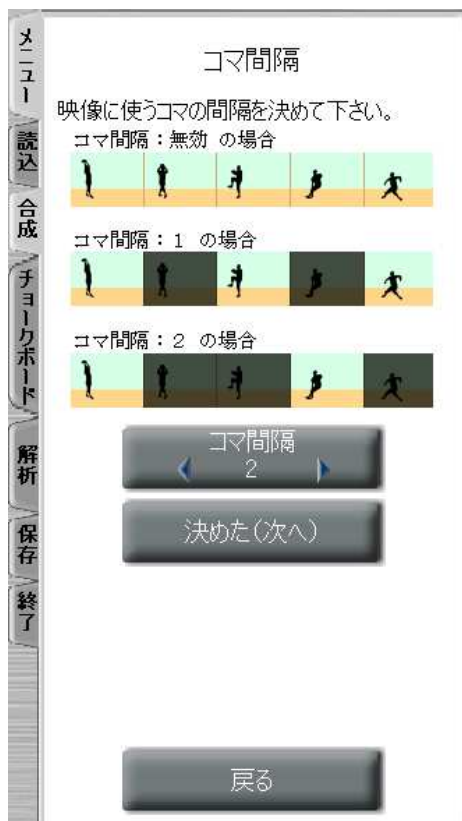 メニュー
読込
合成
チョークボード
解析
保存
終了
コマ間隔
映像に使うコマの間隔を決めて下さい。
コマ間隔：無効 の場合
コマ間隔：1 の場合
コマ間隔：2 の場合
コマ間隔
2
決めた(次へ)
戻る